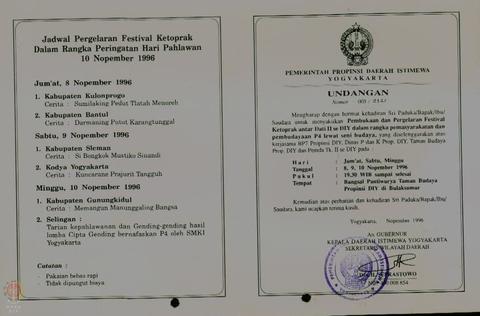 Jadwal Pergelaran Festival Ketoprak
Dalam Rangka Peringatan Hari Pahlawan
10 Nopember 1996
Jum'at, 8 Nopember 1996
1. Kabupaten Kulonprogo
Cerita : Sumilaking Pedut Tlatah Menoreh
2. Kabupaten Bantul
Cerita : Darmaning Putut Karangtunggal
Sabtu, 9 Nopember 1996
1. Kabupaten Sleman
Cerita : Si Bongkok Mustiko Sinandi
2. Kodya Yogyakarta
Cerita : Kuncarane Prajurit Tangguh
Minggu, 10 Nopember 1996
1. Kabupaten Gunungkidul
Cerita : Memangun Manunggaling Bangsa
2. Selingan :
Tarian kepahlawanan dan Gending-gending hasil
lomba Cipta Gending bernafaskan P4 oleh SMKI
Yogyakarta
Catatan :
- Pakaian bebas rapi
- Tidak dipungut biaya
PEMERINTAH PROPINSI DAERAH ISTIMEWA
YOGYAKARTA
UNDANGAN
Nomor
Mengharap dengan hormat kehadiran Sri Paduka/Bapak/Ibu/
Saudara untuk menyaksikan Pembukaan dan Pergelaran Festival
Ketoprak antar Dati II se DIY dalam rangka pemasyarakatan dan
pembudayaan P4 lewat seni budaya, yang diselenggarakan atas
kerjasama BP7 Propinsi DIY, Dinas P dan K Prop. DIY, Taman Budaya
Prop. DIY dan Pemda Tk. II se DIY pada :
Hari : Jum'at, Sabtu, Minggu
Tanggal : 8, 9, 10 Nopember 1996
Pukul : 19.30 WIB sampai selesai
Tempat : Bangsal Pancawarya Taman Budaya
Propinsi DIY di Bulaksumur
Kemudian atas perhatian dan kehadiran Sri Paduka/Bapak/Ibu/
Saudara, kami ucapkan terima kasih.
Yogyakarta, Nopember 1996
An. GUBERNUR
KEPALA DAERAH ISTIMEWA YOGYAKARTA
SEKRETARIS WILAYAH DAERAH